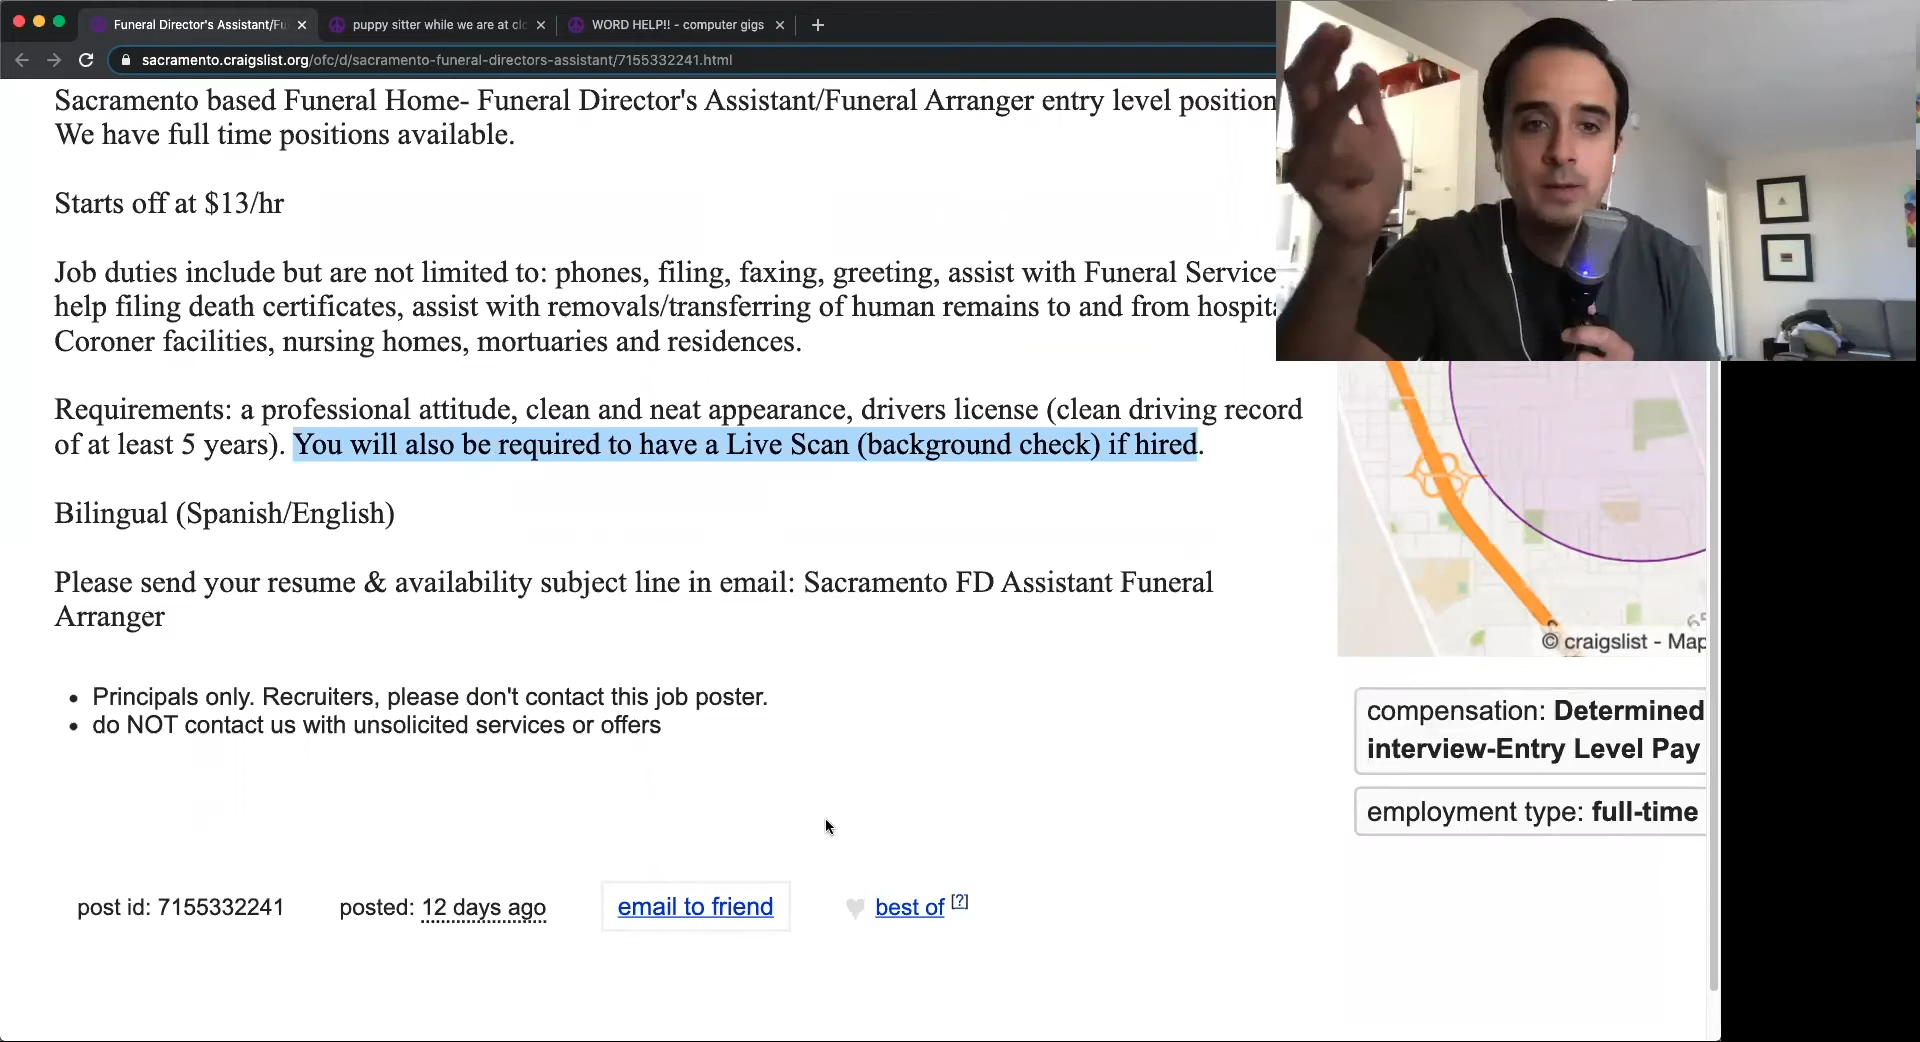 Funeral Director's Assistant/Fu
puppy sitter while we are at
WORD HELP!! - computer gigs
sacramento.craigslist.org/ofc/d/sacramento-funeral-directors-assistant/7155332241.html
Sacramento based Funeral Home- Funeral Director's Assistant/Funeral Arranger entry level position
We have full time positions available.
Starts off at $13/hr
Job duties include but are not limited to: phones, filing, faxing, greeting, assist with Funeral Service
help filing death certificates, assist with removals/transferring of human remains to and from hospita
Coroner facilities, nursing homes, mortuaries and residences.
Requirements: a professional attitude, clean and neat appearance, drivers license (clean driving record
of at least 5 years). You will also be required to have a Live Scan (background check) if hired.
Bilingual (Spanish/English)
Please send your resume & availability subject line in email: Sacramento FD Assistant Funeral
Arranger
• Principals only. Recruiters, please don't contact this job poster.
• do NOT contact us with unsolicited services or offers
© craigslist - Map
compensation: Determined
interview-Entry Level Pay
employment type: full-time
post id: 7155332241
posted: 12 days ago
email to friend
best of [?]